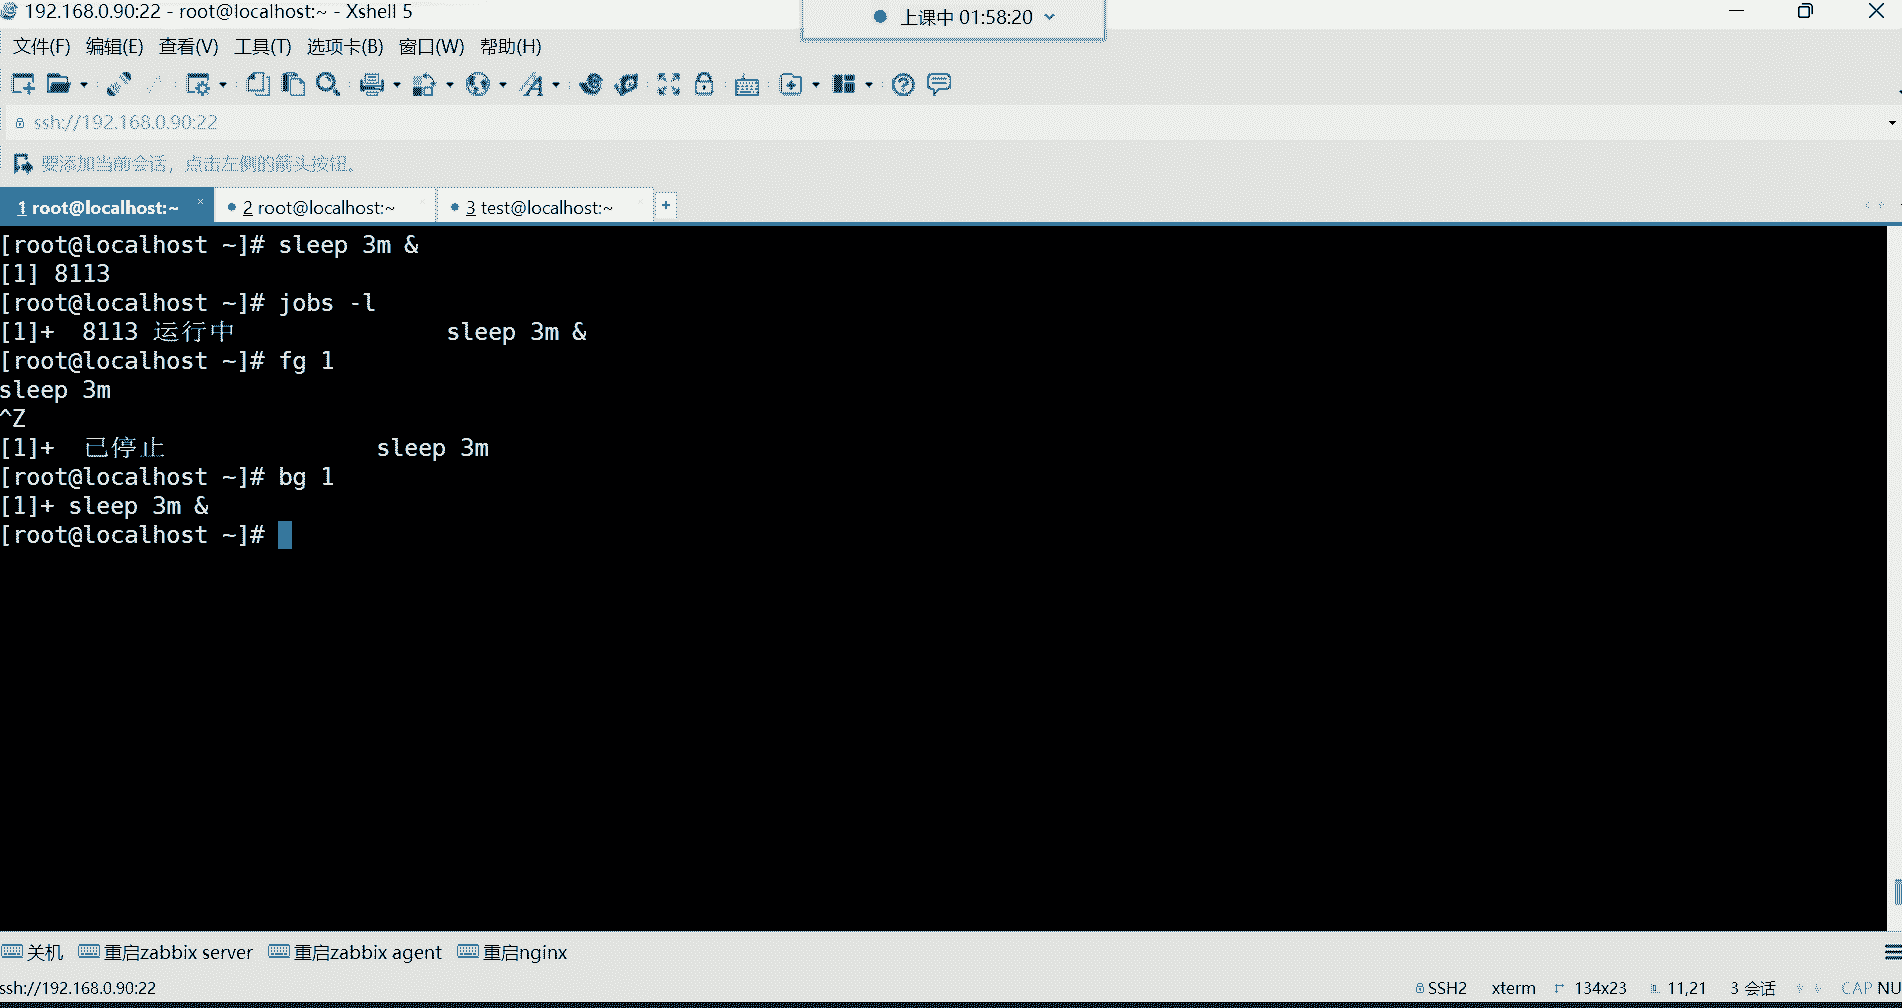 192.168.0.90:22 - root@localhost:~ - Xshell 5
上课中 01:58:20
文件(F) 编辑(E) 查看(V) 工具(T) 选项卡(B) 窗口(W) 帮助(H)
ssh://192.168.0.90:22
要添加当前会话，点击左侧的箭头按钮。
1 root@localhost:~ × 2 root@localhost:~ 3 test@localhost:~ +
[root@localhost ~]# sleep 3m &
[1] 8113
[root@localhost ~]# jobs -l
[1]+ 8113 运行中 sleep 3m &
[root@localhost ~]# fg 1
sleep 3m
^Z
[1]+ 已停止 sleep 3m
[root@localhost ~]# bg 1
[1]+ sleep 3m &
[root@localhost ~]#
关机 重启zabbix server 重启zabbix agent 重启nginx
ssh://192.168.0.90:22 SSH2 xterm 134x23 11,21 3 会话 CAP NU